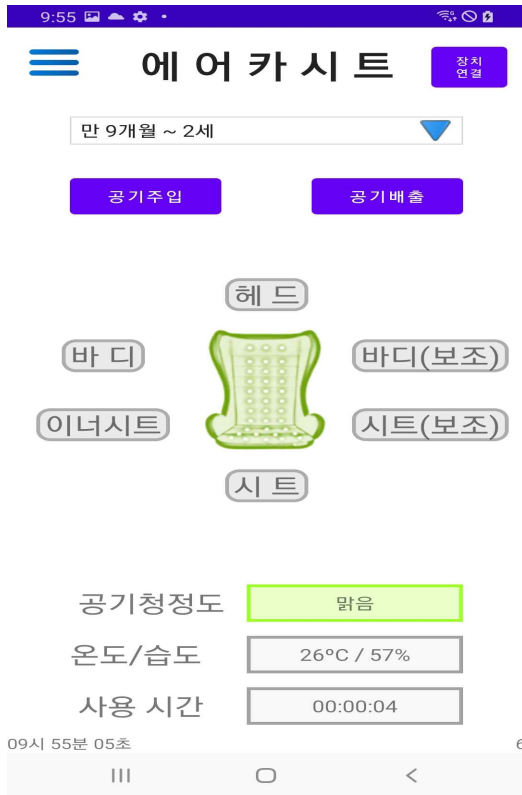 9:55
에어카시트
장치
연결
만 9개월 ~ 2세
공기주입 공기배출
헤드
바디 바디(보조)
이너시트 시트(보조)
시트
공기청정도 맑음
온도/습도 26°C / 57%
사용 시간 00:00:04
09시 55분 05초